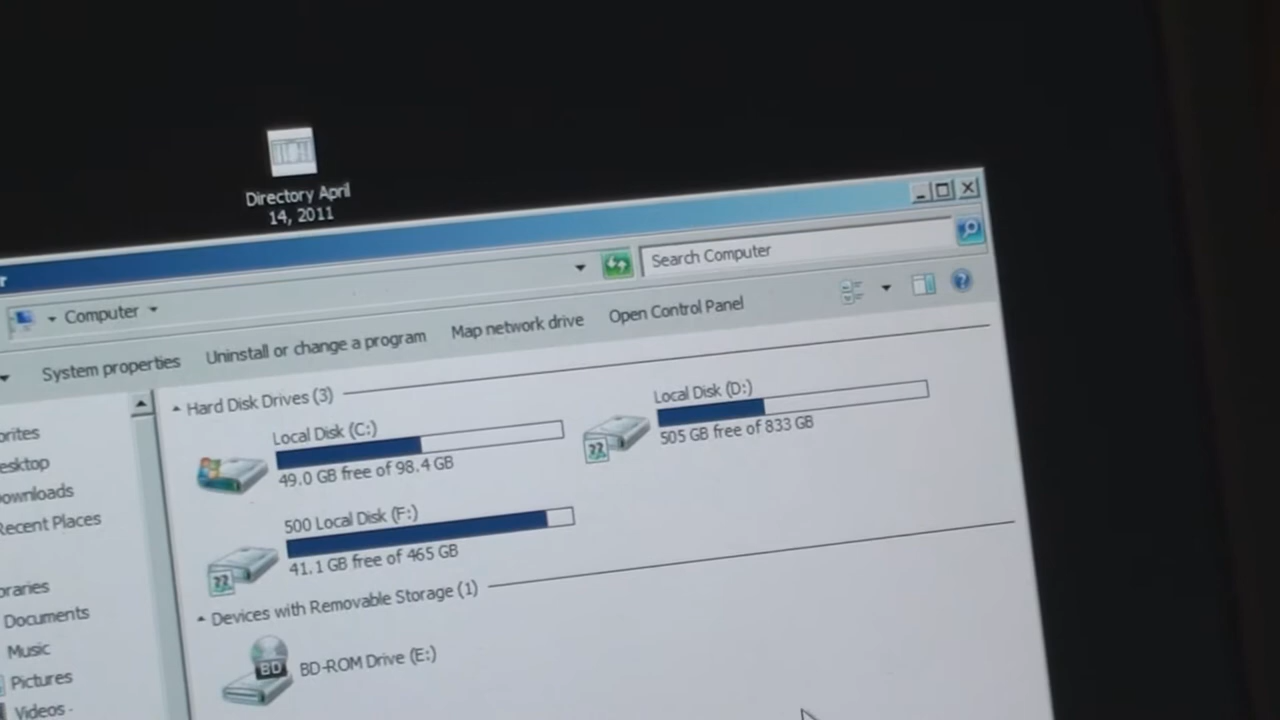 Directory April
14, 2011
Search Computer
Computer
System properties
Uninstall or change a program
Map network drive
Open Control Panel
Hard Disk Drives (3)
Local Disk (C:)
49.0 GB free of 98.4 GB
Local Disk (D:)
505 GB free of 833 GB
500 Local Disk (F:)
41.1 GB free of 465 GB
Devices with Removable Storage (1)
BD
BD-ROM Drive (E:)
orites
esktop
ownloads
Recent Places
oraries
Documents
Music
Pictures
Videos